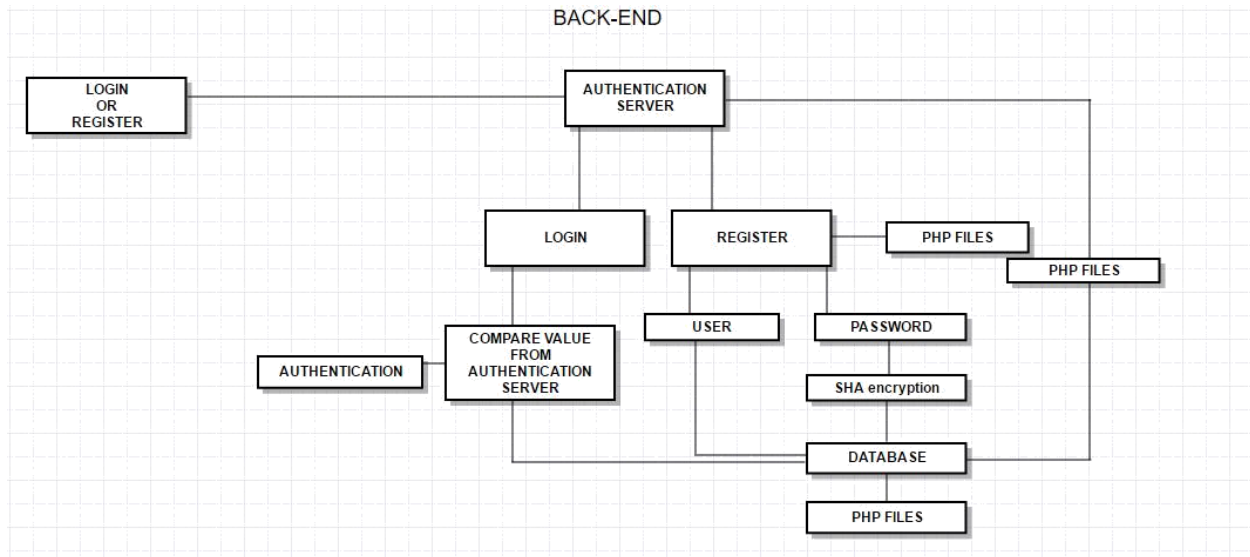 BACK-END
LOGIN
OR
REGISTER
AUTHENTICATION
SERVER
LOGIN
REGISTER
PHP FILES
PHP FILES
USER
PASSWORD
COMPARE VALUE
FROM
AUTHENTICATION
SERVER
AUTHENTICATION
SHA encryption
DATABASE
PHP FILES